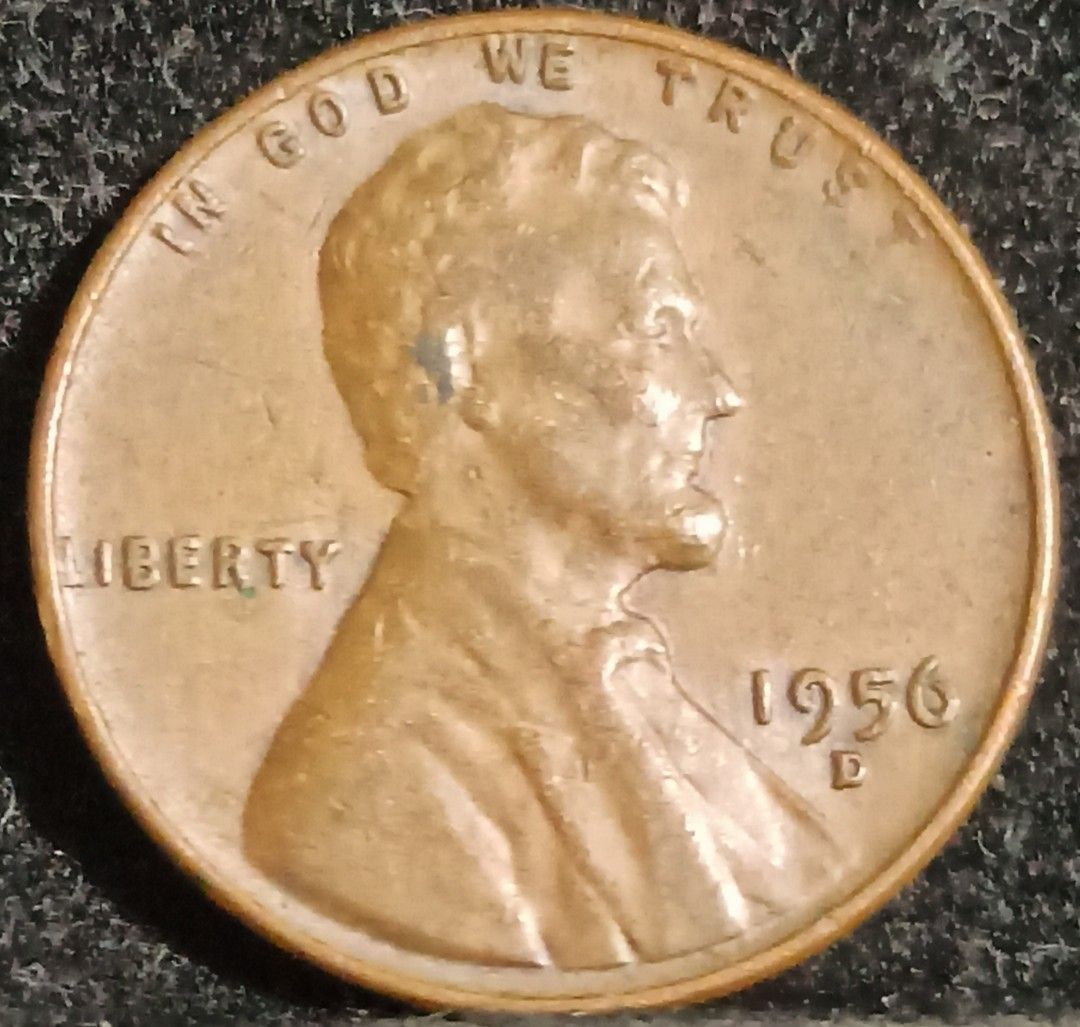 IN GOD WE TRUST
LIBERTY
1956
D